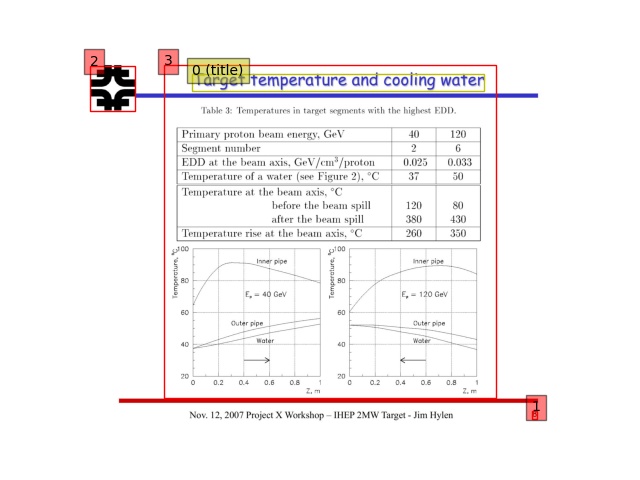 2
3
0 (title)
Target temperature and cooling water
Table 3: Temperatures in target segments with the highest EDD.
Primary proton beam energy, GeV 40 120
Segment number 2 6
EDD at the beam axis, GeV/cm³/proton 0.025 0.033
Temperature of a water (see Figure 2), °C 37 50
Temperature at the beam axis, °C
before the beam spill 120 80
after the beam spill 380 430
Temperature rise at the beam axis, °C 260 350
Temperature, °C
100
80
60
40
20
Inner pipe
Eₚ = 40 GeV
Outer pipe
Water
0 0.2 0.4 0.6 0.8 1
Z, m
Temperature, °C
100
80
60
40
20
Inner pipe
Eₚ = 120 GeV
Outer pipe
Water
0 0.2 0.4 0.6 0.8 1
Z, m
1
Nov. 12, 2007 Project X Workshop – IHEP 2MW Target - Jim Hylen